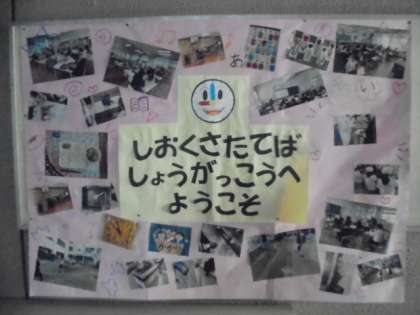 しおくさたてば
しょうがっこうへ
ようこそ
あ